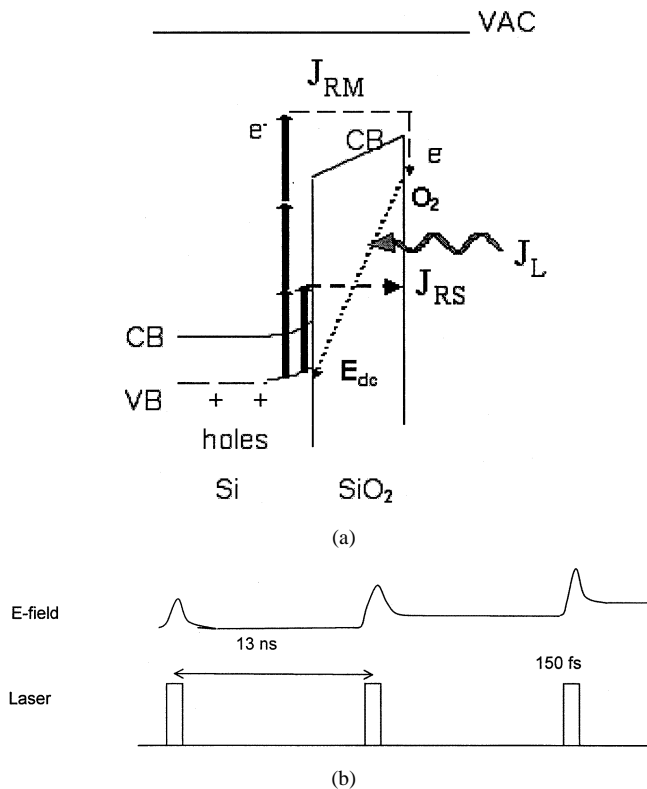 VAC
J_RM
e-
CB
e
O₂
J_L
J_RS
CB
E_dc
VB
+ +
holes
Si SiO₂
(a)
E-field
13 ns
150 fs
Laser
(b)